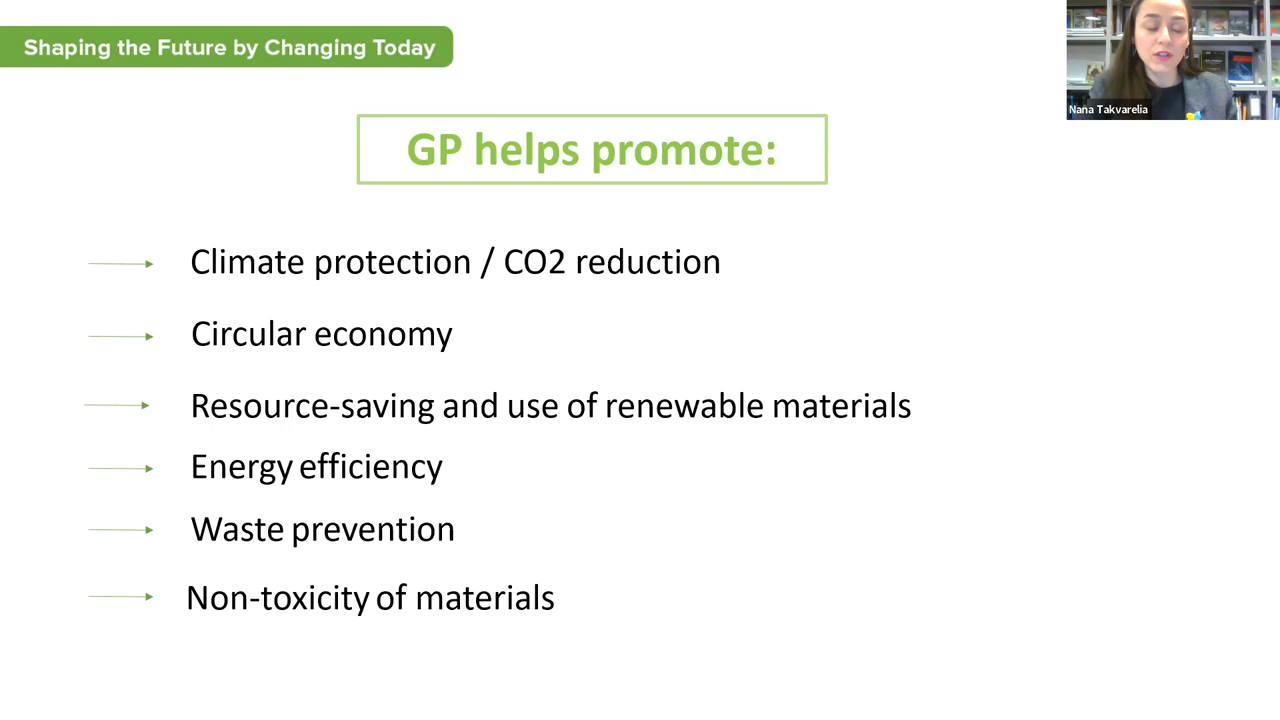 Shaping the Future by Changing Today
Nana Takvarelia
GP helps promote:
Climate protection / CO2 reduction
Circular economy
Resource-saving and use of renewable materials
Energy efficiency
Waste prevention
Non-toxicity of materials